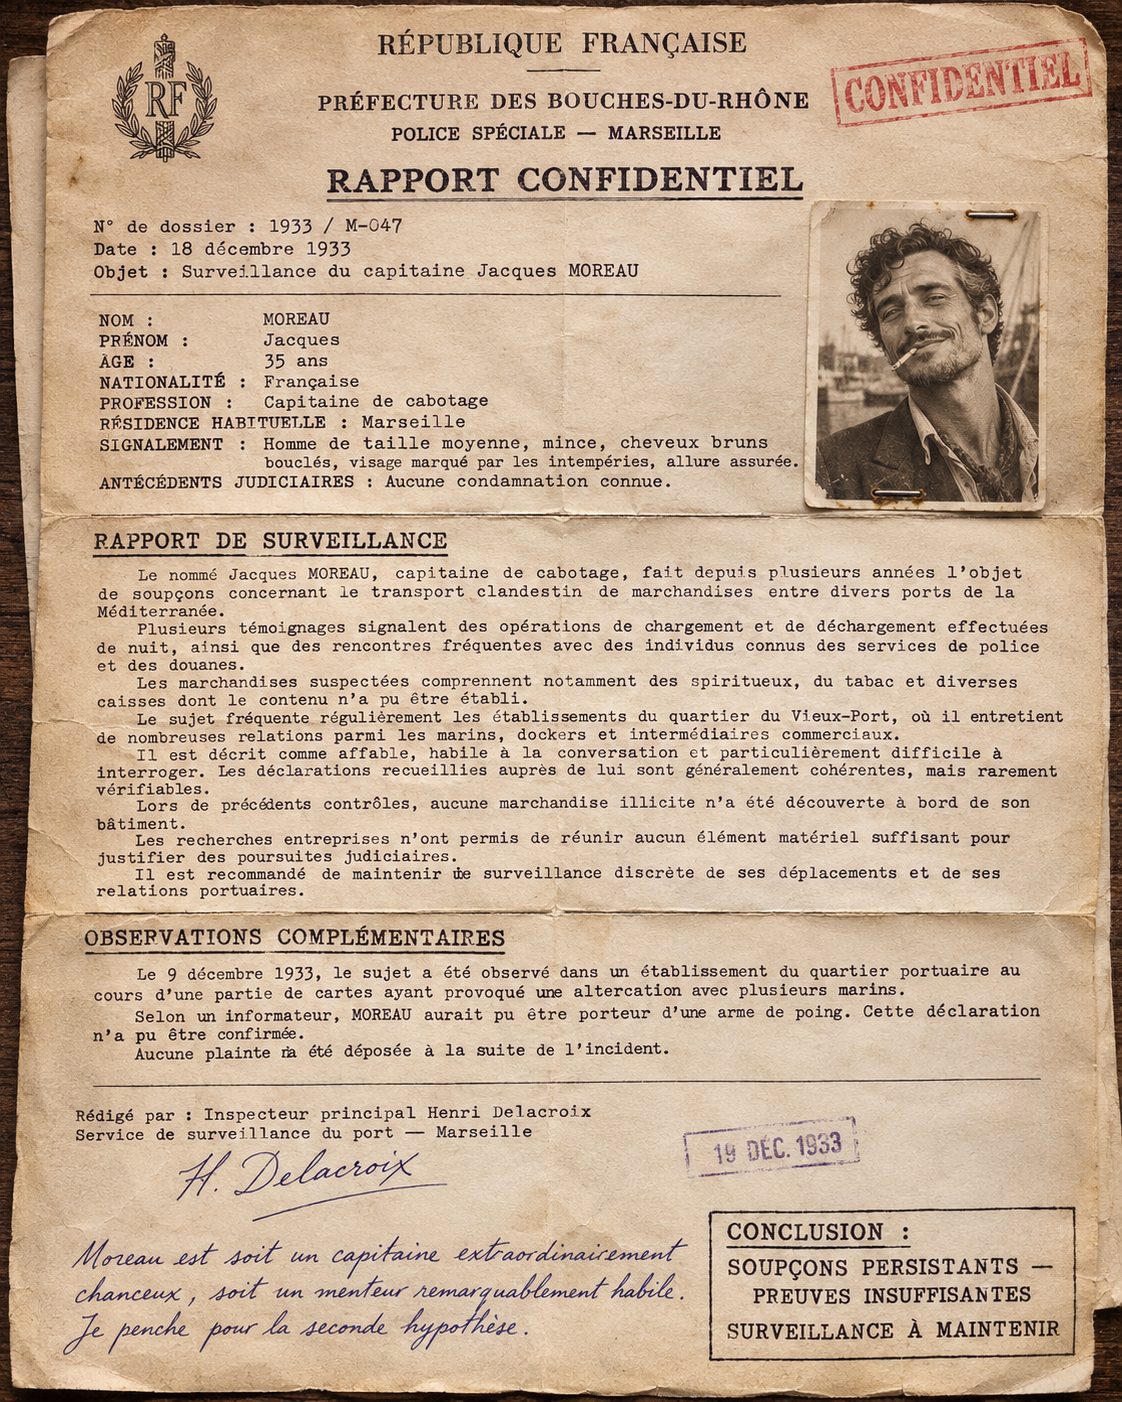 RÉPUBLIQUE FRANÇAISE
RF
PRÉFECTURE DES BOUCHES-DU-RHÔNE
POLICE SPÉCIALE — MARSEILLE
CONFIDENTIEL
RAPPORT CONFIDENTIEL
N° de dossier : 1933 / M-047
Date : 18 décembre 1933
Objet : Surveillance du capitaine Jacques MOREAU
NOM : MOREAU
PRÉNOM : Jacques
ÂGE : 35 ans
NATIONALITÉ : Française
PROFESSION : Capitaine de cabotage
RÉSIDENCE HABITUELLE : Marseille
SIGNALEMENT : Homme de taille moyenne, mince, cheveux bruns
bouclés, visage marqué par les intempéries, allure assurée.
ANTÉCÉDENTS JUDICIAIRES : Aucune condamnation connue.
RAPPORT DE SURVEILLANCE
Le nommé Jacques MOREAU, capitaine de cabotage, fait depuis plusieurs années l'objet
de soupçons concernant le transport clandestin de marchandises entre divers ports de la
Méditerranée.
Plusieurs témoignages signalent des opérations de chargement et de déchargement effectuées
de nuit, ainsi que des rencontres fréquentes avec des individus connus des services de police
et des douanes.
Les marchandises suspectées comprennent notamment des spiritueux, du tabac et diverses
caisses dont le contenu n'a pu être établi.
Le sujet fréquente régulièrement les établissements du quartier du Vieux-Port, où il entretient
de nombreuses relations parmi les marins, dockers et intermédiaires commerciaux.
Il est décrit comme affable, habile à la conversation et particulièrement difficile à
interroger. Les déclarations recueillies auprès de lui sont généralement cohérentes, mais rarement
vérifiables.
Lors de précédents contrôles, aucune marchandise illicite n'a été découverte à bord de son
bâtiment.
Les recherches entreprises n'ont permis de réunir aucun élément matériel suffisant pour
justifier des poursuites judiciaires.
Il est recommandé de maintenir surveillance discrète de ses déplacements et de ses
relations portuaires.
OBSERVATIONS COMPLÉMENTAIRES
Le 9 décembre 1933, le sujet a été observé dans un établissement du quartier portuaire au
cours d'une partie de cartes ayant provoqué une altercation avec plusieurs marins.
Selon un informateur, MOREAU aurait pu être porteur d'une arme de poing. Cette déclaration
n'a pu être confirmée.
Aucune plainte n'a été déposée à la suite de l'incident.
Rédigé par : Inspecteur principal Henri Delacroix
Service de surveillance du port — Marseille
H. Delacroix
19 DÉC. 1933
Moreau est soit un capitaine extraordinairement
chanceux, soit un menteur remarquablement habile.
Je penche pour la seconde hypothèse.
CONCLUSION :
SOUPÇONS PERSISTANTS —
PREUVES INSUFFISANTES
SURVEILLANCE À MAINTENIR